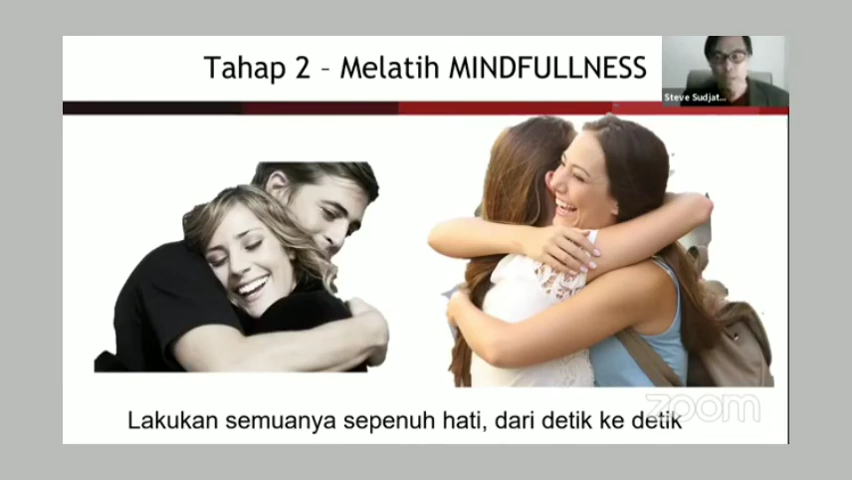 Tahap 2 – Melatih MINDFULLNESS
Steve Sudjat...
Lakukan semuanya sepenuh hati, dari detik ke detik
zoom